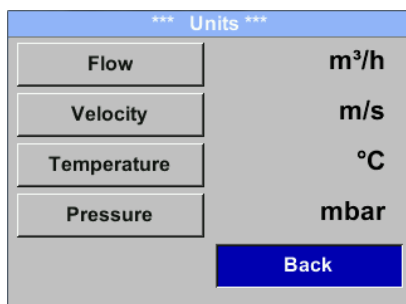 *** Units ***
Flow m³/h
Velocity m/s
Temperature °C
Pressure mbar
Back